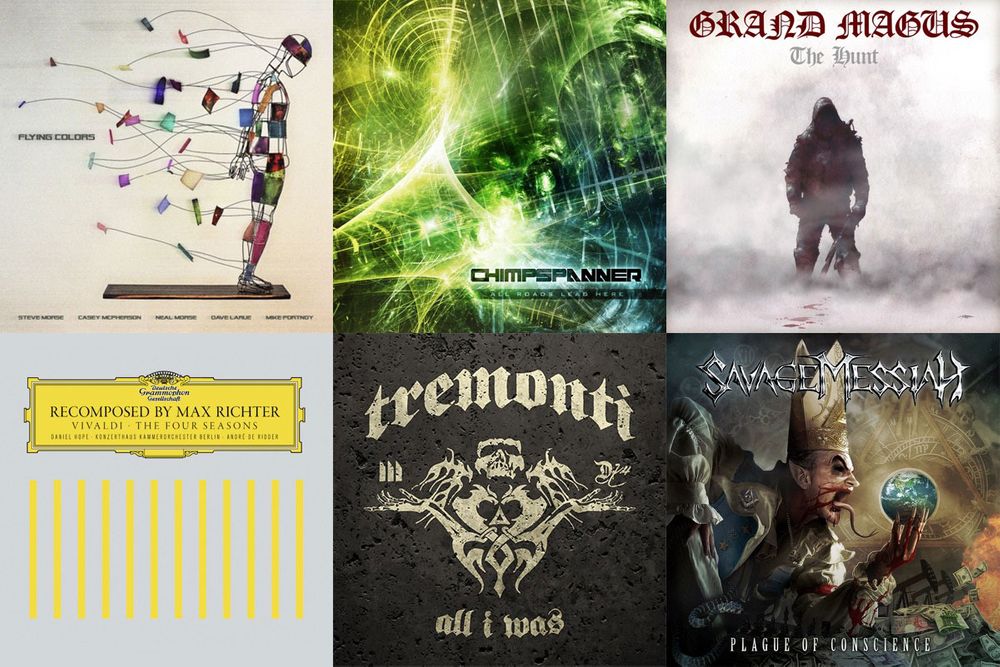 FLYING COLORS
STEVE MORSE CASEY MCPHERSON NEAL MORSE DAVE LARUE MIKE PORTNOY
CHIMPSPANNER
ALL ROADS LEAD HERE
GRAND MAGUS
The Hunt
Deutsche
Grammophon
Gesellschaft
RECOMPOSED BY MAX RICHTER
VIVALDI · THE FOUR SEASONS
DANIEL HOPE · KONZERTHAUS KAMMERORCHESTER BERLIN · ANDRÉ DE RIDDER
tremonti
all i was
SAVAGE MESSIAH
PLAGUE OF CONSCIENCE